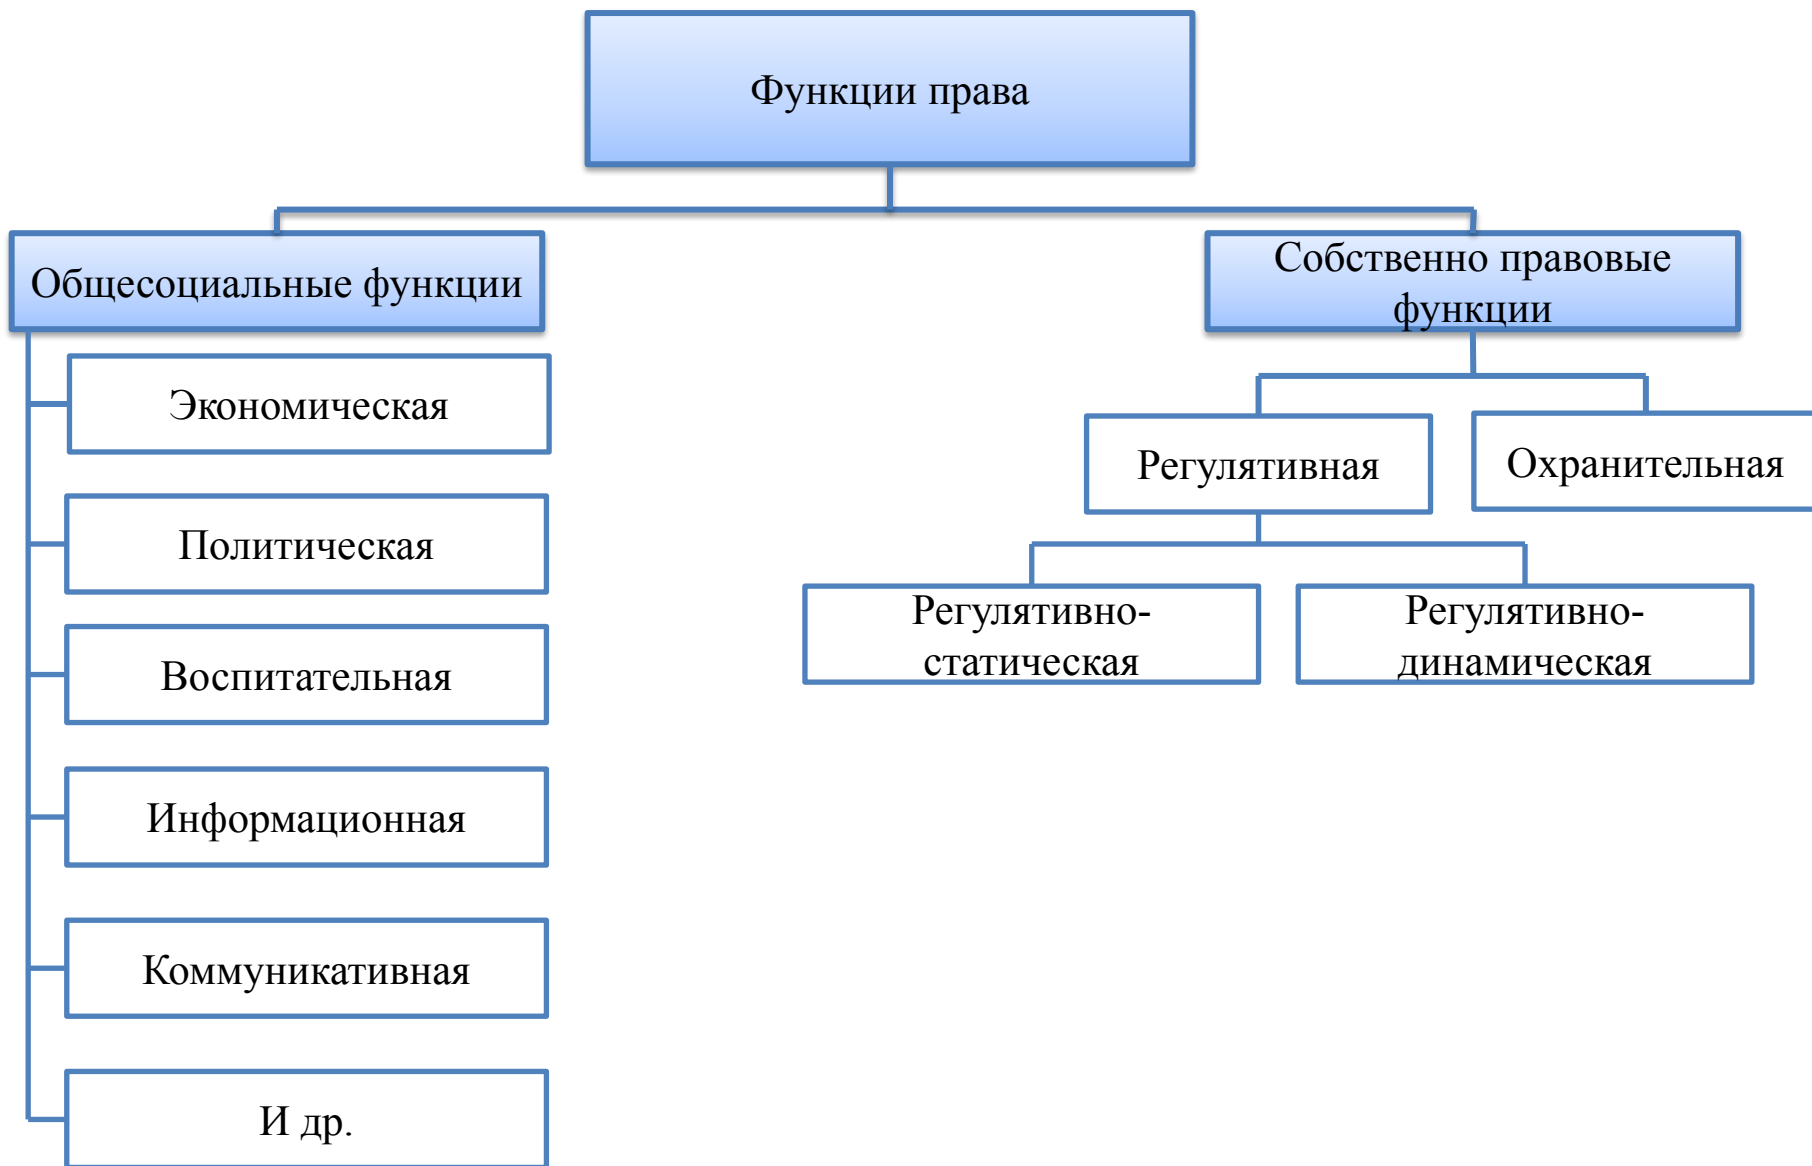 Функции права
Общесоциальные функции
Экономическая
Политическая
Воспитательная
Информационная
Коммуникативная
И др.
Собственно правовые
функции
Регулятивная
Охранительная
Регулятивно-
статическая
Регулятивно-
динамическая